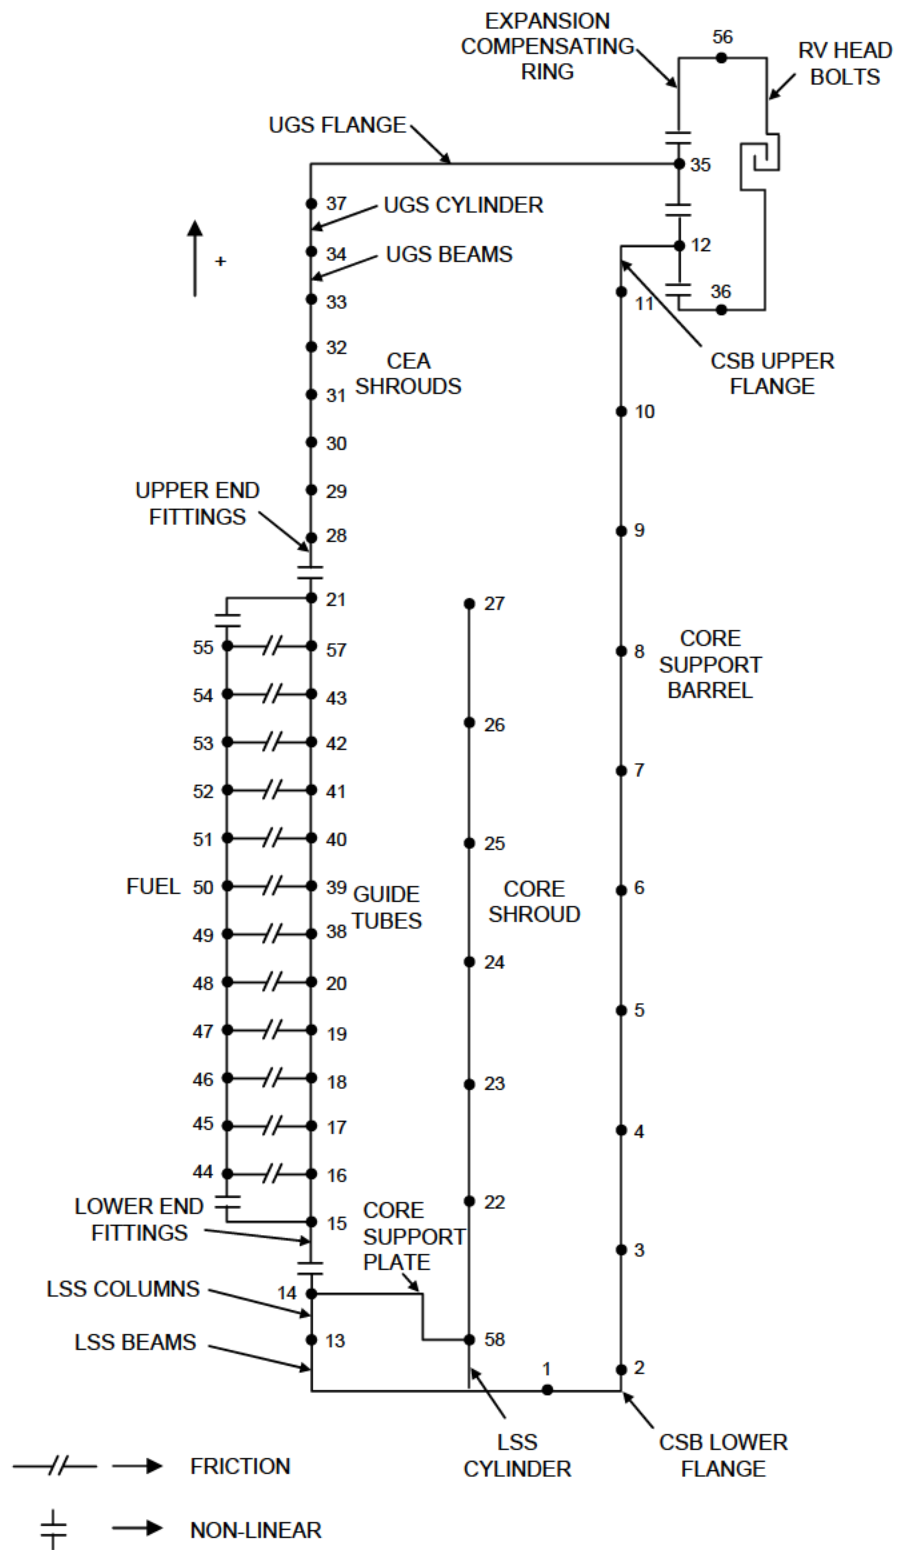 EXPANSION
COMPENSATING
RING
56
RV HEAD
BOLTS
UGS FLANGE
35
37
UGS CYLINDER
+
34
UGS BEAMS
12
33
36
11
32
CEA
SHROUDS
CSB UPPER
FLANGE
31
10
30
UPPER END
FITTINGS
29
28
9
21
27
55
57
8
CORE
SUPPORT
BARREL
54
43
26
53
42
52
41
7
51
40
25
FUEL
50
39
GUIDE
TUBES
CORE
SHROUD
6
49
38
24
48
20
5
47
19
46
18
23
45
17
4
44
16
22
LOWER END
FITTINGS
15
CORE
SUPPORT
PLATE
3
LSS COLUMNS
14
LSS BEAMS
13
58
1
2
LSS
CYLINDER
CSB LOWER
FLANGE
FRICTION
NON-LINEAR